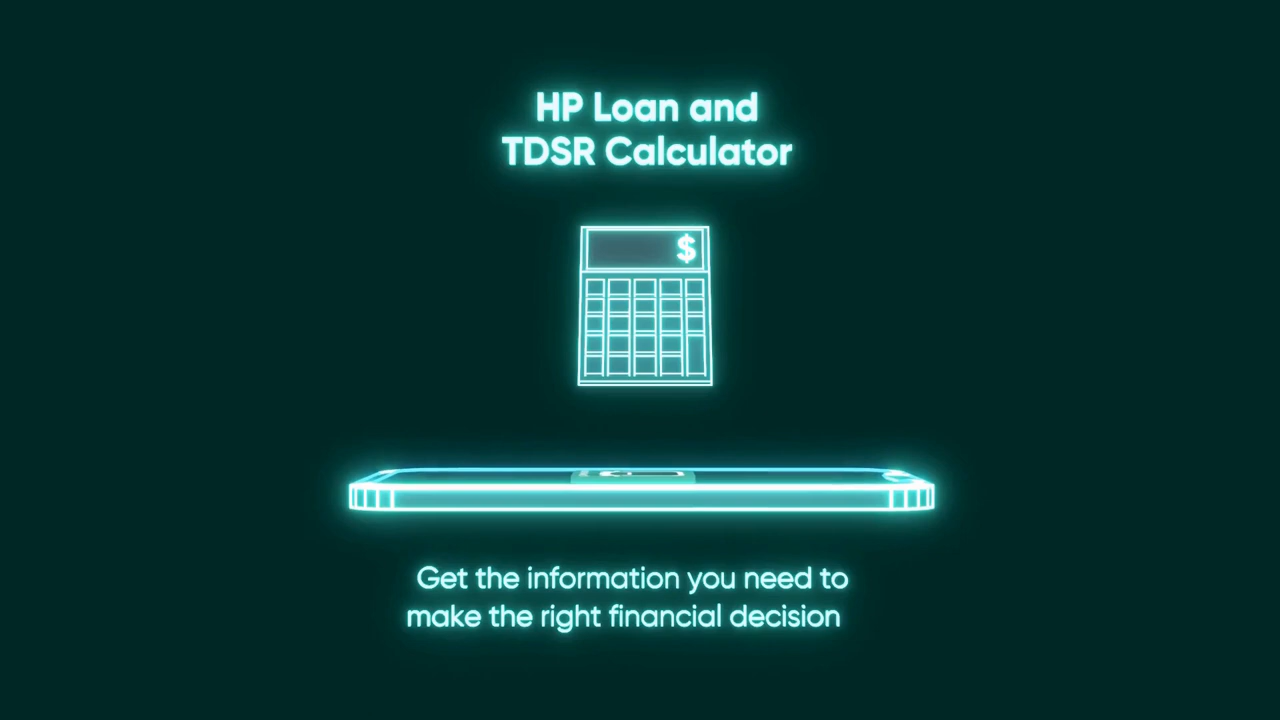 HP Loan and
TDSR Calculator
$
Get the information you need to
make the right financial decision